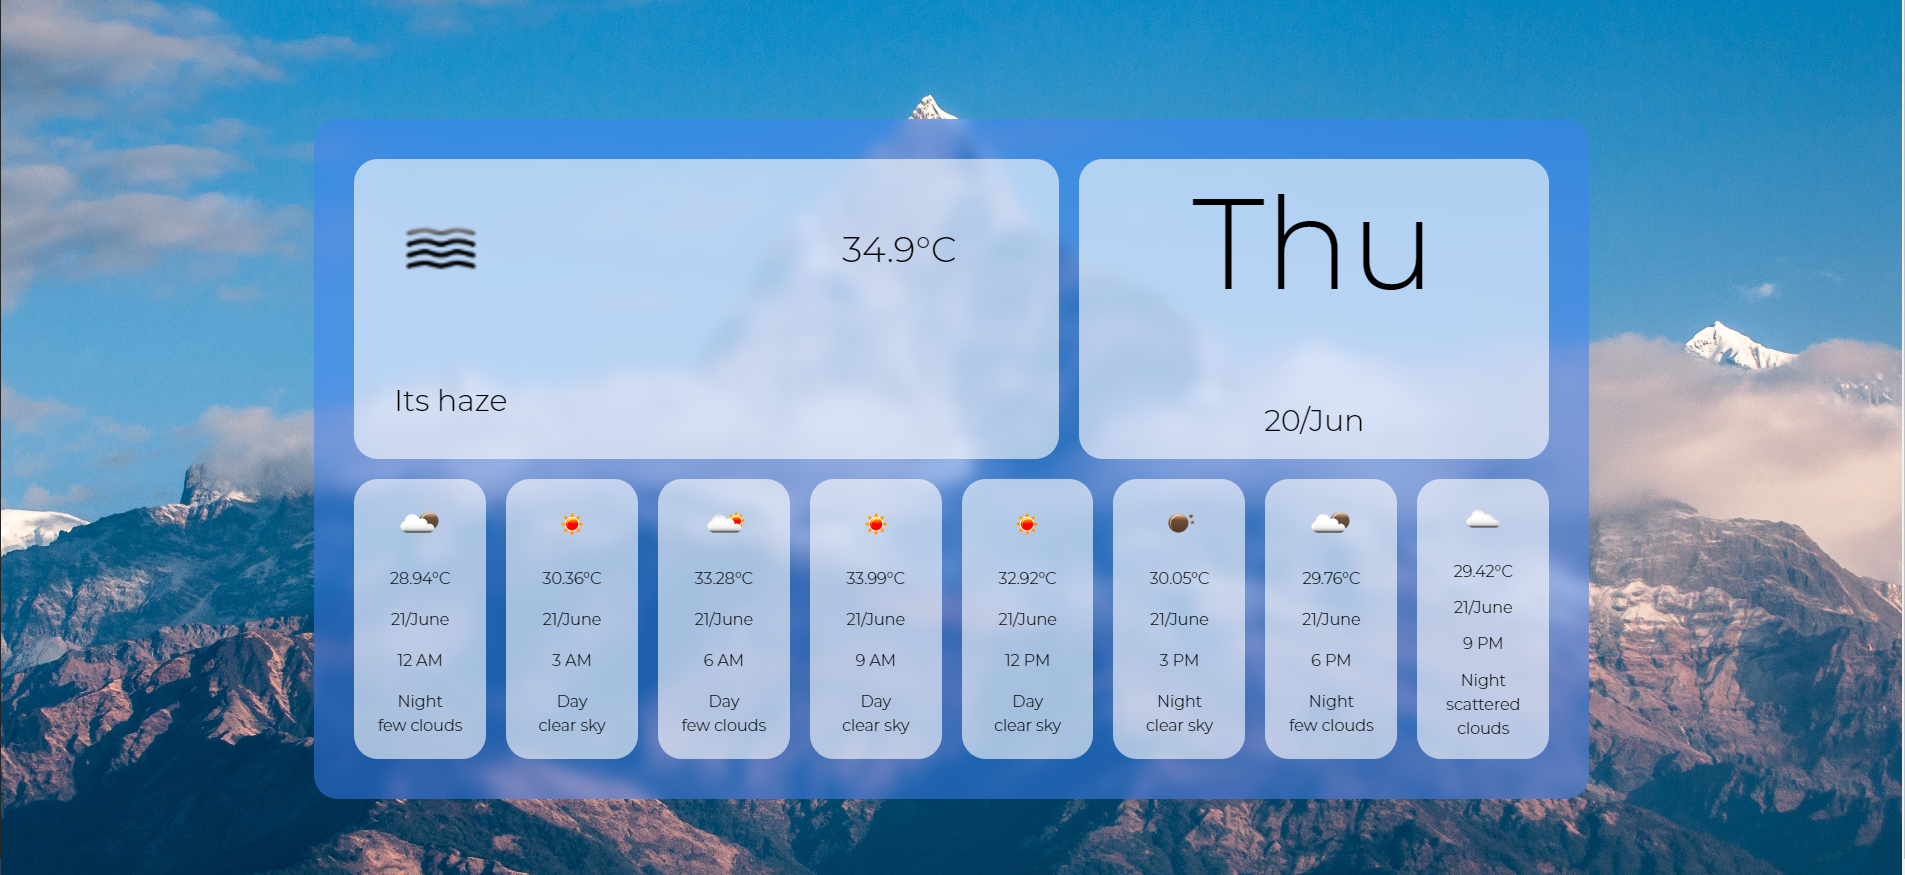 34.9°C
Its haze
Thu
20/Jun
28.94°C
21/June
12 AM
Night
few clouds
30.36°C
21/June
3 AM
Day
clear sky
33.28°C
21/June
6 AM
Day
few clouds
33.99°C
21/June
9 AM
Day
clear sky
32.92°C
21/June
12 PM
Day
clear sky
30.05°C
21/June
3 PM
Night
clear sky
29.76°C
21/June
6 PM
Night
few clouds
29.42°C
21/June
9 PM
Night
scattered
clouds